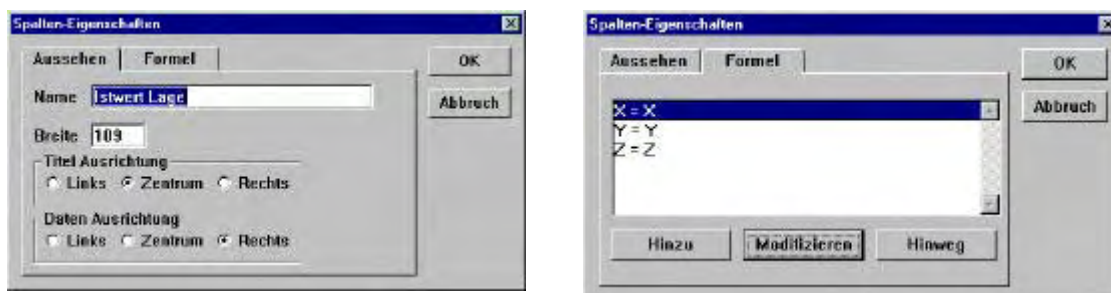 Spalten-Eigenschaften
Aussehen Formel
OK
Name Istwert Lage
Abbruch
Breite 109
Titel Ausrichtung
Links Zentrum Rechts
Daten Ausrichtung
Links Zentrum Rechts
Spalten-Eigenschaften
Aussehen Formel
OK
X = X
Abbruch
Y = Y
Z = Z
Hinzu Modifizieren Hinweg